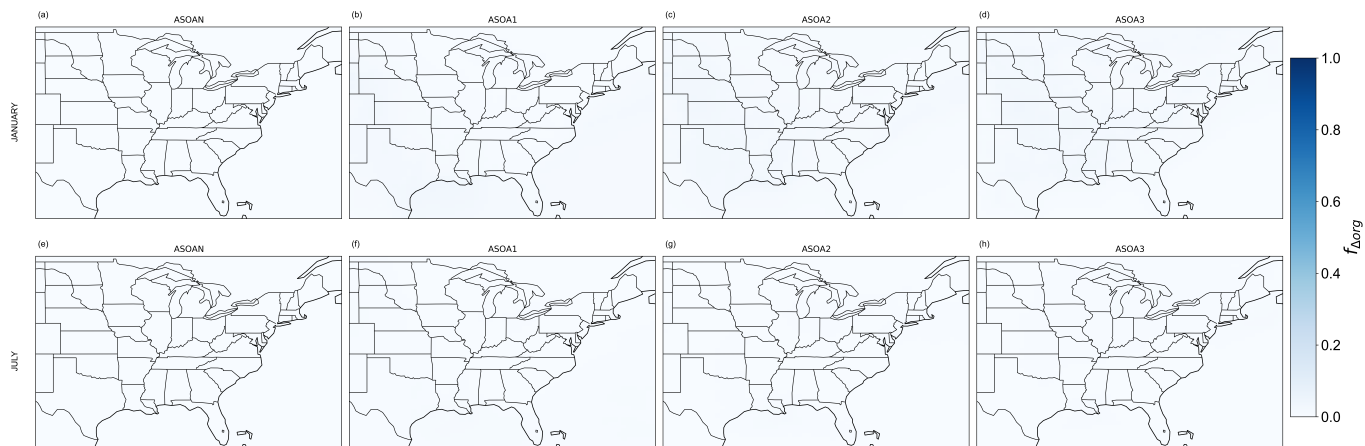 (a) ASOAN
(b) ASOA1
(c) ASOA2
(d) ASOA3
JANUARY
(e) ASOAN
(f) ASOA1
(g) ASOA2
(h) ASOA3
JULY
1.0
0.8
0.6
0.4
0.2
0.0
fΔorg